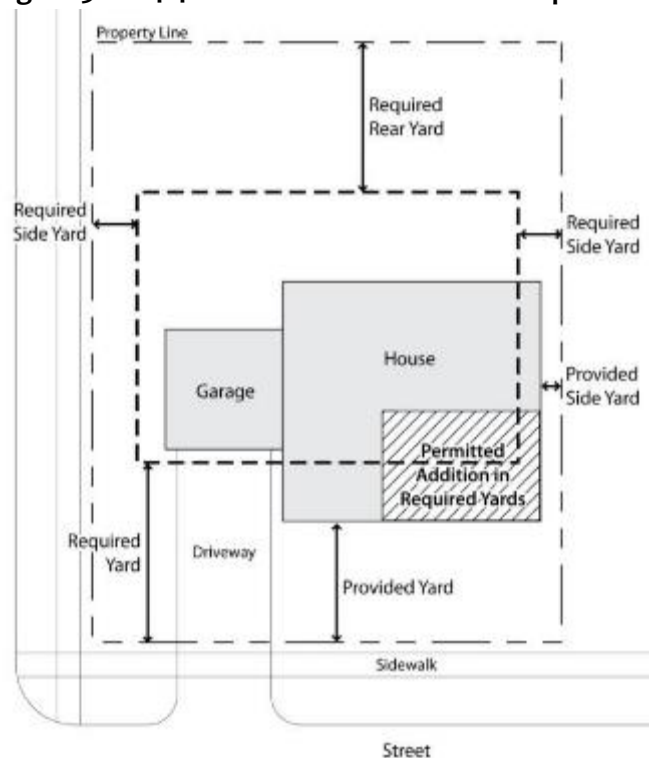 Property Line
Required
Rear Yard
Required
Side Yard
Required
Side Yard
House
Garage
Provided
Side Yard
Permitted
Addition in
Required Yards
Required
Yard
Driveway
Provided Yard
Sidewalk
Street